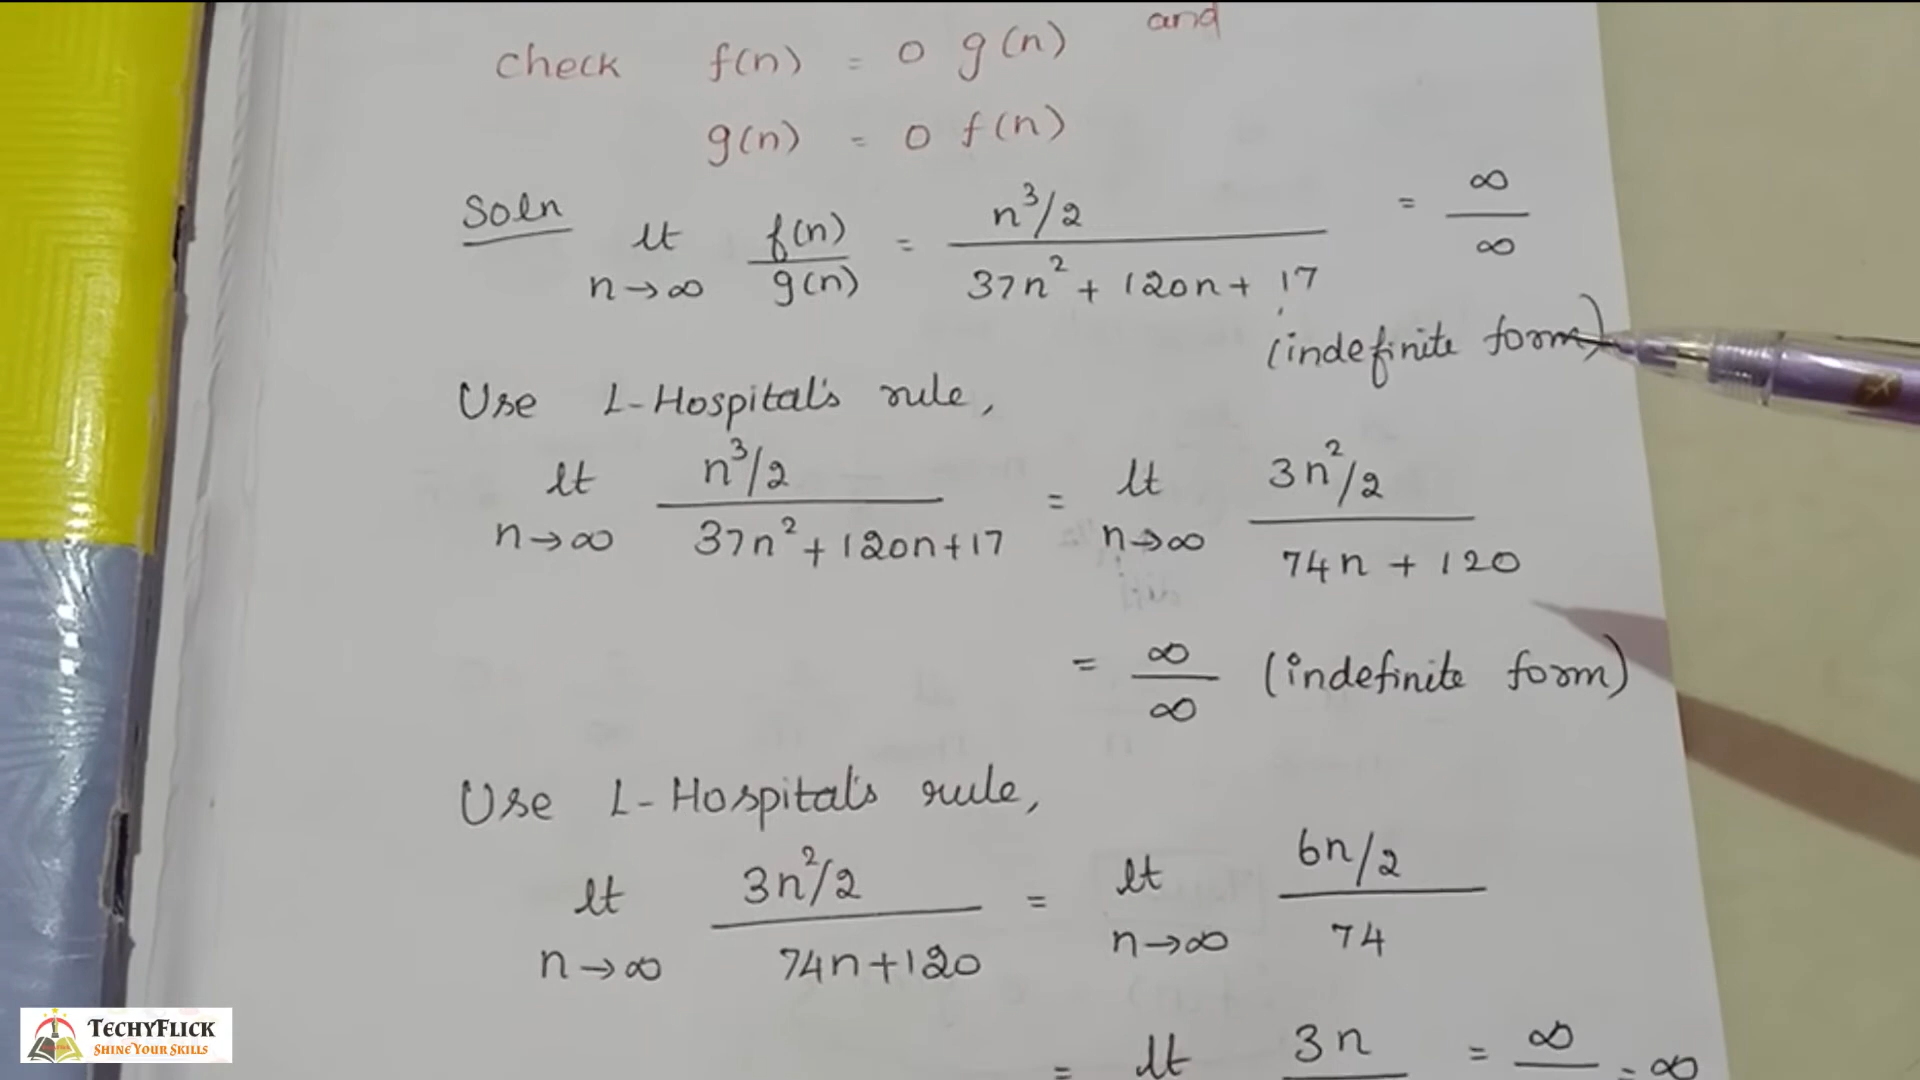 check f(n) = O g(n) and
g(n) = O f(n)
Soln lt n→∞ f(n)/g(n) = n³/2 / 37n² + 120n + 17 = ∞/∞
(indefinite form)
Use L-Hospital's rule,
lt n→∞ n³/2 / 37n² + 120n + 17 = lt n→∞ 3n²/2 / 74n + 120
= ∞/∞ (indefinite form)
Use L-Hospital's rule,
lt n→∞ 3n²/2 / 74n + 120 = lt n→∞ 6n/2 / 74
= lt 3n = ∞ = ∞
TECHYFLICK
SHINE YOUR SKILLS